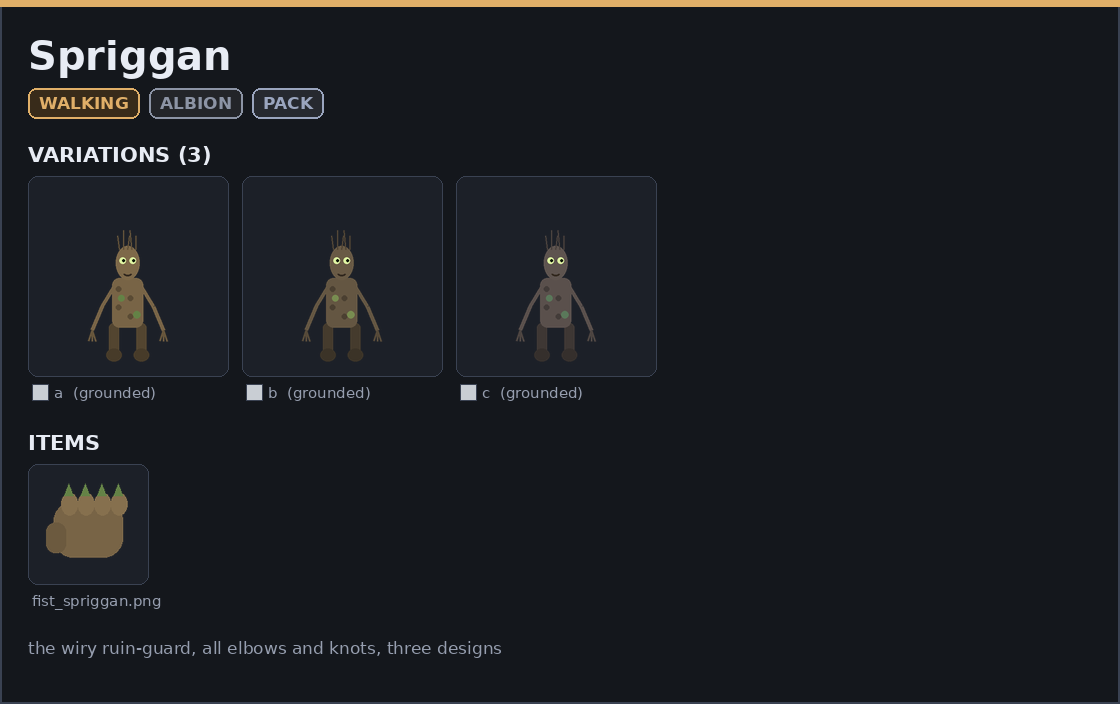 Spriggan
WALKING ALBION PACK
VARIATIONS (3)
a (grounded) b (grounded) c (grounded)
ITEMS
fist_spriggan.png
the wiry ruin-guard, all elbows and knots, three designs